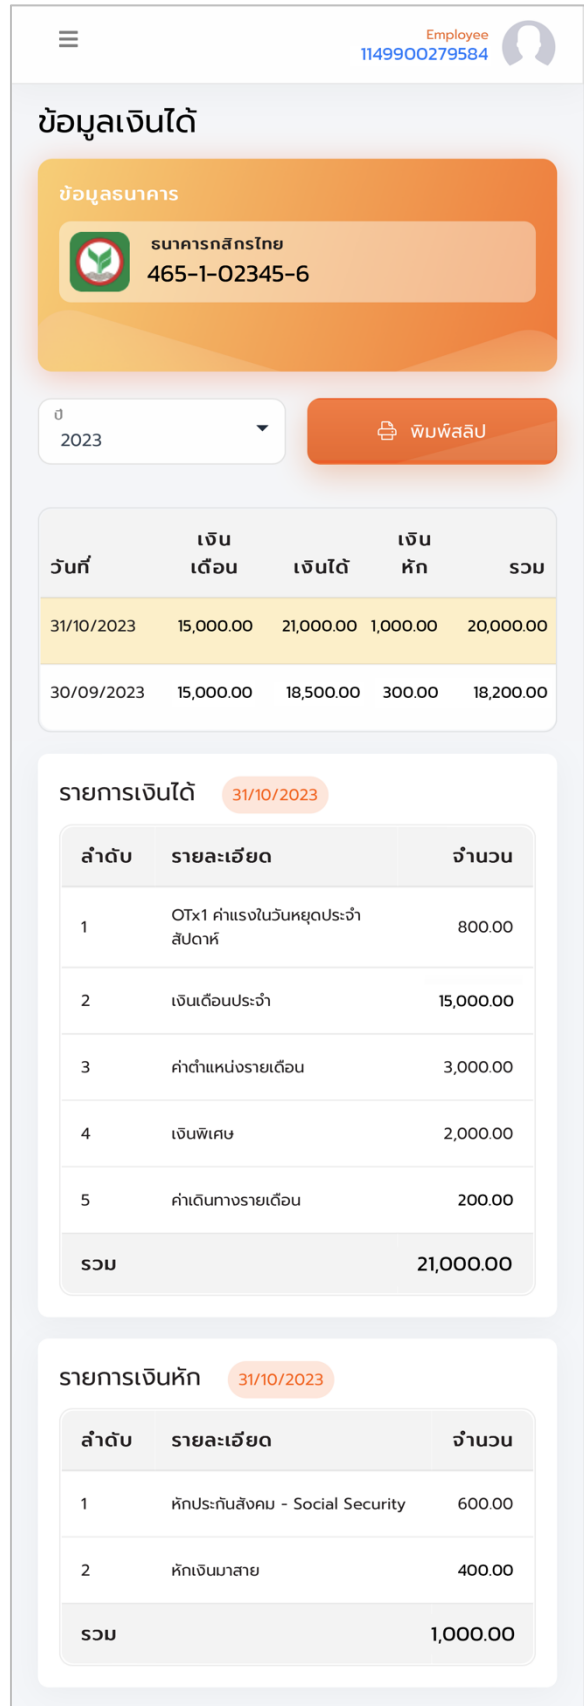 Employee
1149900279584
ข้อมูลเงินได้
ข้อมูลธนาคาร
ธนาคารกสิกรไทย
465-1-02345-6
ปี
2023
พิมพ์สลิป
วันที่ เงินเดือน เงินได้ เงินหัก รวม
31/10/2023 15,000.00 21,000.00 1,000.00 20,000.00
30/09/2023 15,000.00 18,500.00 300.00 18,200.00
รายการเงินได้ 31/10/2023
ลำดับ รายละเอียด จำนวน
1 OTx1 ค่าแรงในวันหยุดประจำ 800.00
สัปดาห์
2 เงินเดือนประจำ 15,000.00
3 ค่าตำแหน่งรายเดือน 3,000.00
4 เงินพิเศษ 2,000.00
5 ค่าเดินทางรายเดือน 200.00
รวม 21,000.00
รายการเงินหัก 31/10/2023
ลำดับ รายละเอียด จำนวน
1 หักประกันสังคม - Social Security 600.00
2 หักเงินมาสาย 400.00
รวม 1,000.00